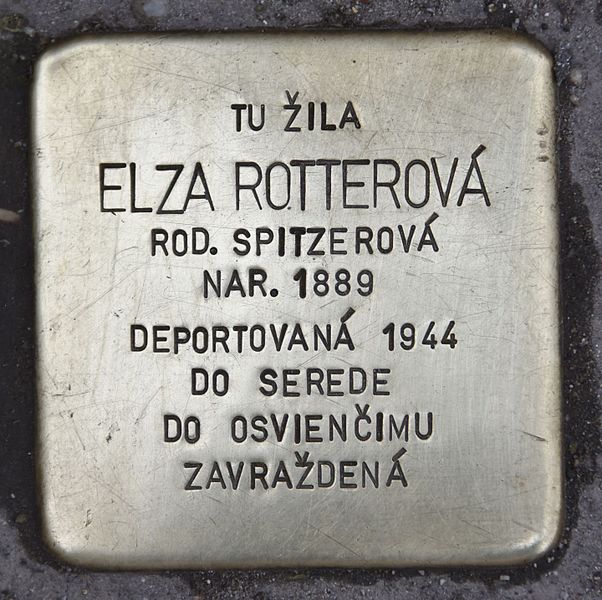 TU ŽILA
ELZA ROTTEROVÁ
ROD. SPITZEROVÁ
NAR. 1889
DEPORTOVANÁ 1944
DO SEREDE
DO OSVIENČIMU
ZAVRAŽDENÁ